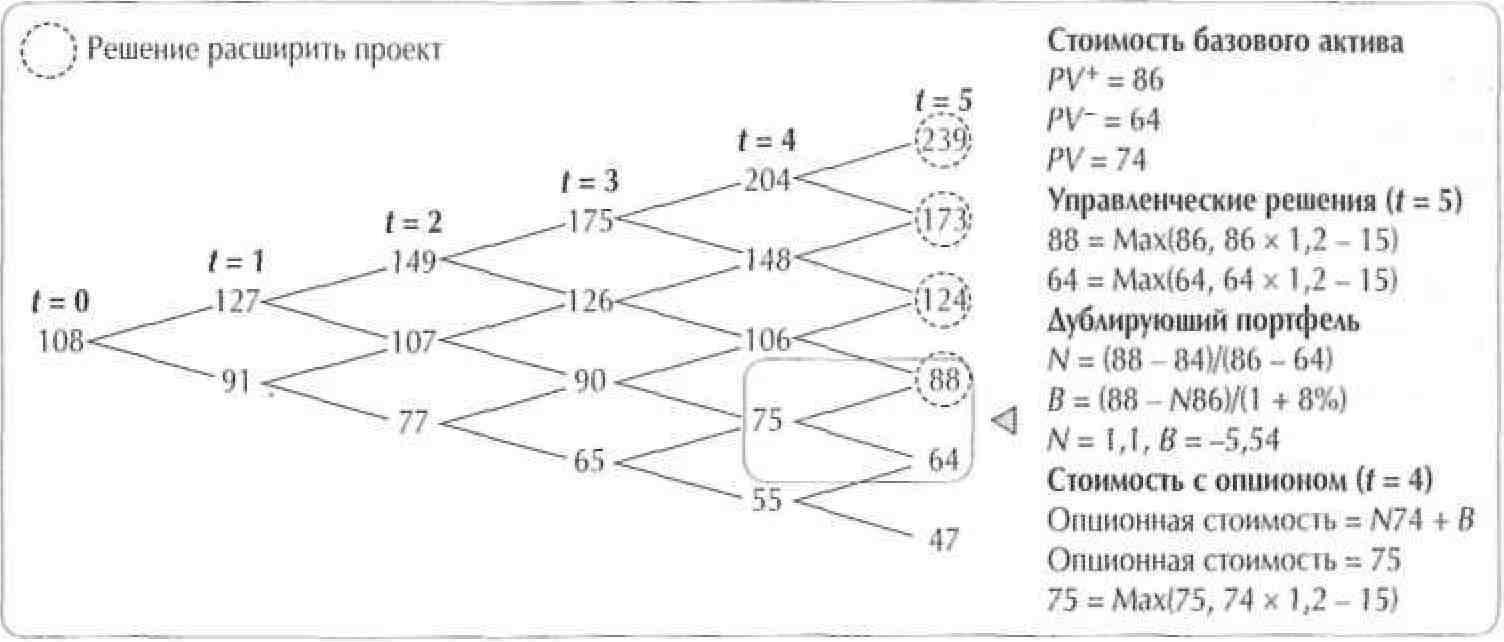 Решение расширить проект
t = 0
108
t = 1
127
91
t = 2
149
107
77
t = 3
175
126
90
65
t = 4
204
148
106
75
55
t = 5
239
173
124
88
64
47
Стоимость базового актива
PV⁺ = 86
PV⁻ = 64
PV = 74
Управленческие решения (t = 5)
88 = Max(86, 86 × 1,2 – 15)
64 = Max(64, 64 × 1,2 – 15)
Дублирующий портфель
N = (88 – 84)/(86 – 64)
B = (88 – N86)/(1 + 8%)
N = 1,1, B = –5,54
Стоимость с опционом (t = 4)
Опционная стоимость = N74 + B
Опционная стоимость = 75
75 = Max(75, 74 × 1,2 – 15)